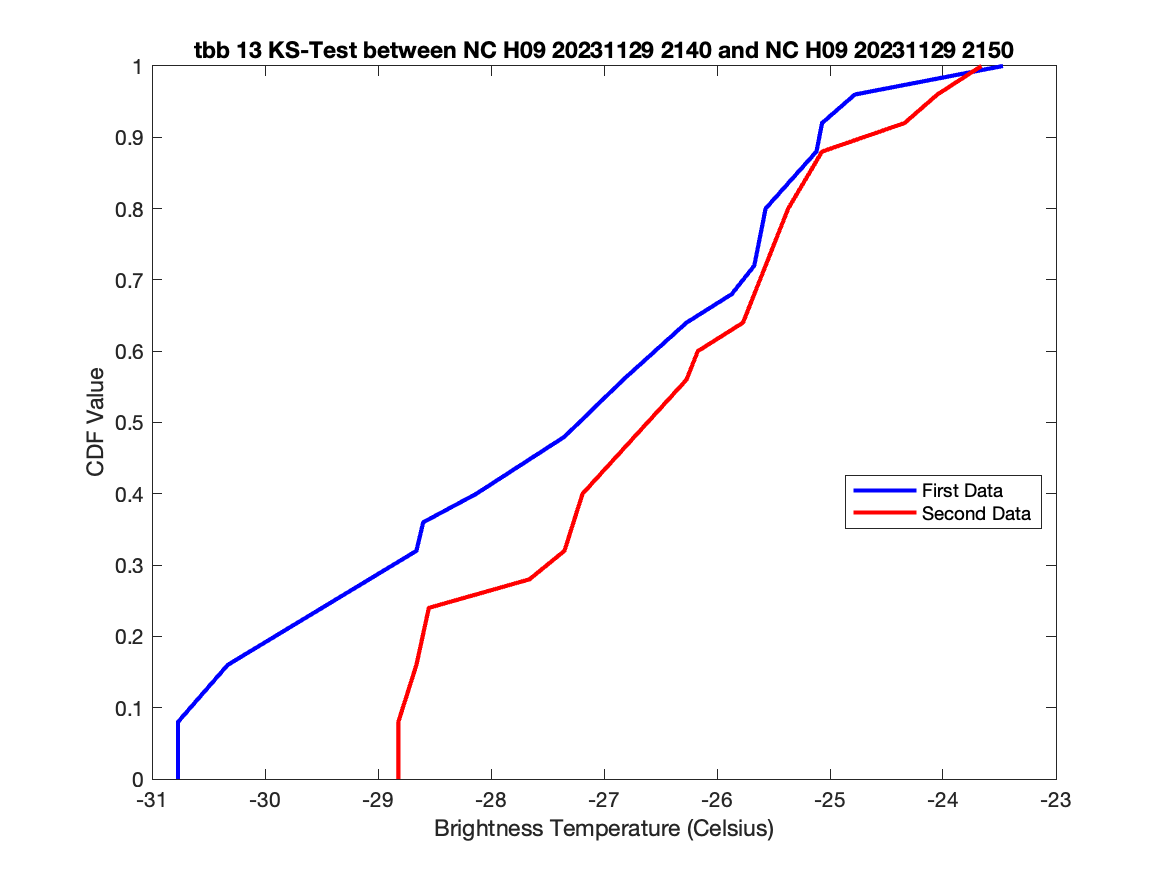 tbb 13 KS-Test between NC H09 20231129 2140 and NC H09 20231129 2150
1
0.9
0.8
0.7
0.6
0.5
0.4
0.3
0.2
0.1
0
CDF Value
First Data
Second Data
-31 -30 -29 -28 -27 -26 -25 -24 -23
Brightness Temperature (Celsius)